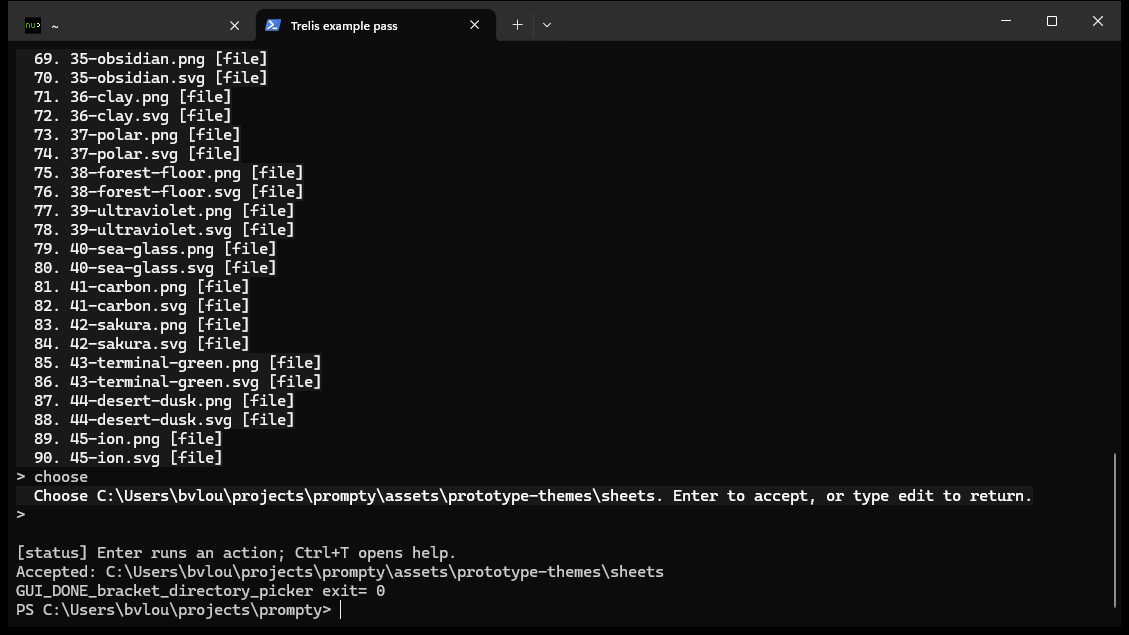 nu> ~
Trelis example pass
69. 35-obsidian.png [file]
70. 35-obsidian.svg [file]
71. 36-clay.png [file]
72. 36-clay.svg [file]
73. 37-polar.png [file]
74. 37-polar.svg [file]
75. 38-forest-floor.png [file]
76. 38-forest-floor.svg [file]
77. 39-ultraviolet.png [file]
78. 39-ultraviolet.svg [file]
79. 40-sea-glass.png [file]
80. 40-sea-glass.svg [file]
81. 41-carbon.png [file]
82. 41-carbon.svg [file]
83. 42-sakura.png [file]
84. 42-sakura.svg [file]
85. 43-terminal-green.png [file]
86. 43-terminal-green.svg [file]
87. 44-desert-dusk.png [file]
88. 44-desert-dusk.svg [file]
89. 45-ion.png [file]
90. 45-ion.svg [file]
> choose
Choose C:\Users\bvlou\projects\prompty\assets\prototype-themes\sheets. Enter to accept, or type edit to return.
>
[status] Enter runs an action; Ctrl+T opens help.
Accepted: C:\Users\bvlou\projects\prompty\assets\prototype-themes\sheets
GUI_DONE_bracket_directory_picker exit= 0
PS C:\Users\bvlou\projects\prompty>